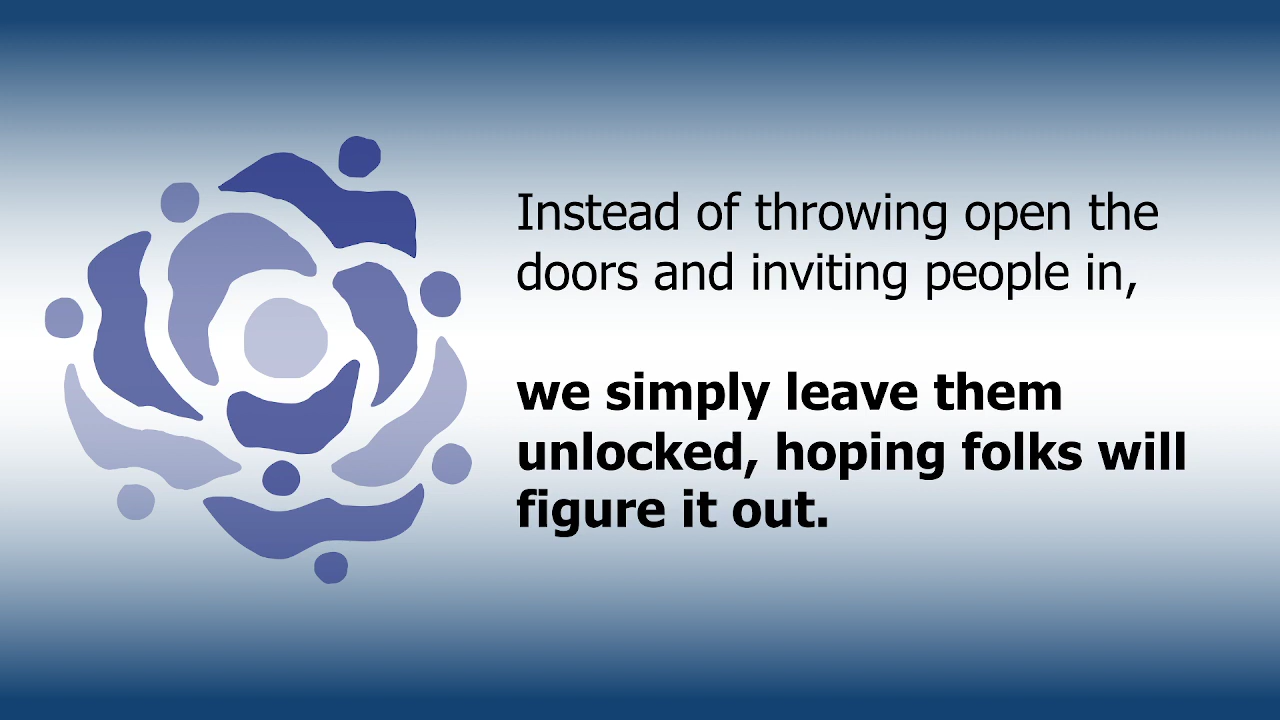 Instead of throwing open the
doors and inviting people in,
we simply leave them
unlocked, hoping folks will
figure it out.